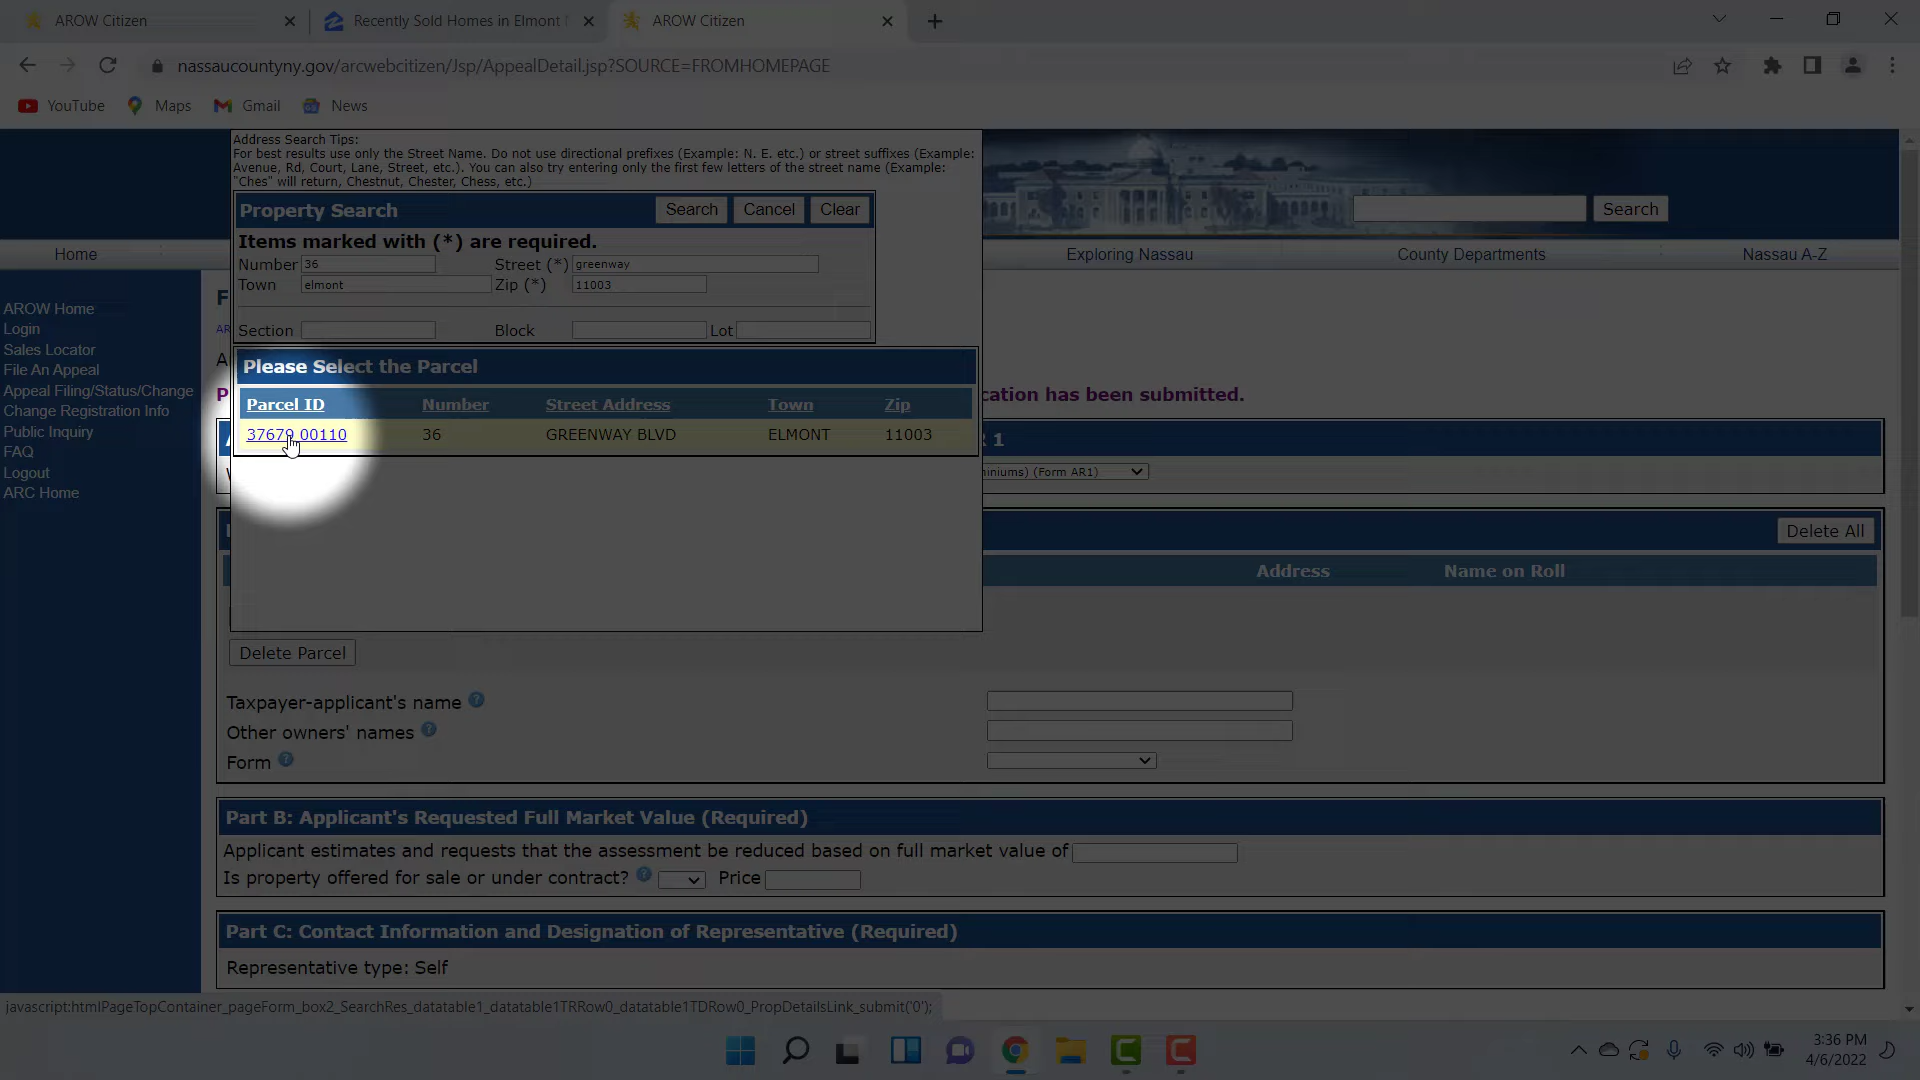 AROW Citizen
Recently Sold Homes in Elmont
AROW Citizen
nassaucountyny.gov/arcwebcitizen/Jsp/AppealDetail.jsp?SOURCE=FROMHOMEPAGE
YouTube Maps Gmail News
Address Search Tips:
For best results use only the Street Name. Do not use directional prefixes (Example: N. E. etc.) or street suffixes (Example:
Avenue, Rd, Court, Lane, Street, etc.). You can also try entering only the first few letters of the street name (Example:
"Ches" will return, Chestnut, Chester, Chess, etc.)
Property Search Search Cancel Clear
Search
Items marked with (*) are required.
Number 36 Street (*) greenway
Town elmont Zip (*) 11003
Section Block Lot
Home Exploring Nassau County Departments Nassau A-Z
AROW Home
Login
Sales Locator
File An Appeal
Appeal Filing/Status/Change
Change Registration Info
Public Inquiry
FAQ
Logout
ARC Home
Please Select the Parcel
Parcel ID Number Street Address Town Zip
37679 00110 36 GREENWAY BLVD ELMONT 11003
cation has been submitted.
R 1
iniums) (Form AR1)
Delete All
Address Name on Roll
Delete Parcel
Taxpayer-applicant's name ?
Other owners' names ?
Form ?
Part B: Applicant's Requested Full Market Value (Required)
Applicant estimates and requests that the assessment be reduced based on full market value of
Is property offered for sale or under contract? ? Price
Part C: Contact Information and Designation of Representative (Required)
Representative type: Self
javascript:htmlPageTopContainer_pageForm_box2_SearchRes_datatable1_datatable1TRRow0_datatable1TDRow0_PropDetailsLink_submit('0');
3:36 PM
4/6/2022